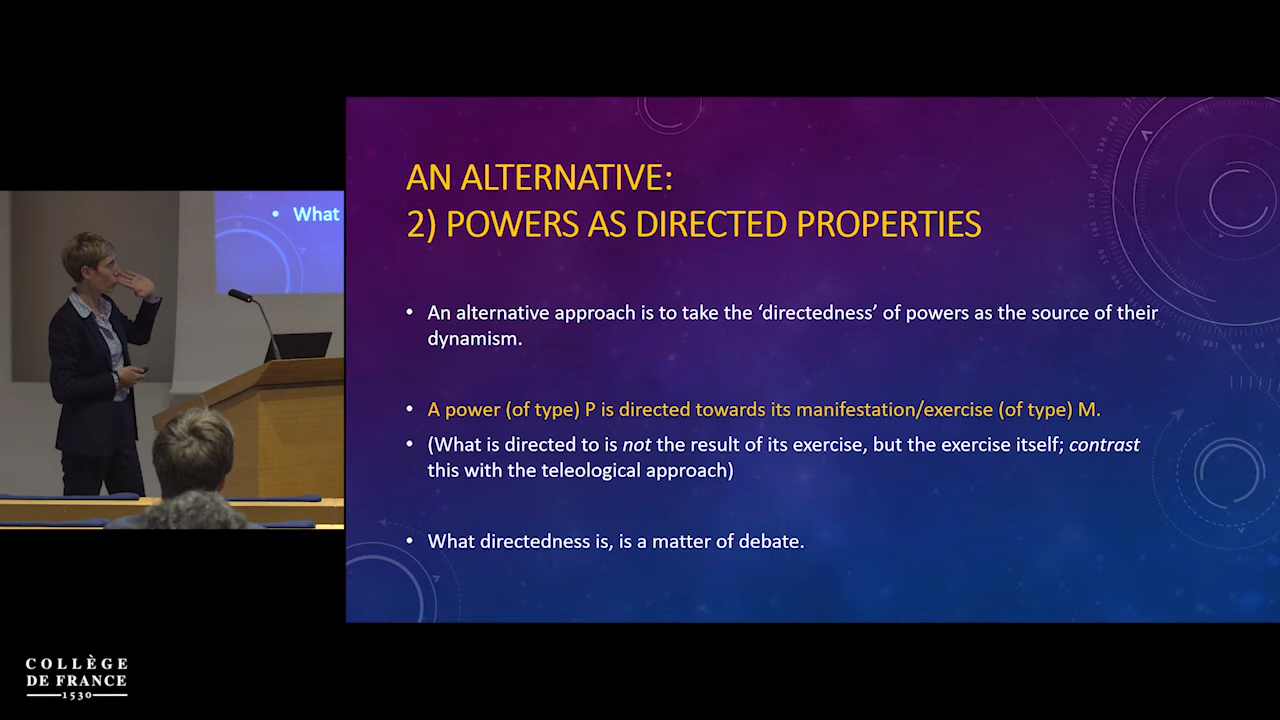 • What
AN ALTERNATIVE:
2) POWERS AS DIRECTED PROPERTIES
• An alternative approach is to take the ‘directedness’ of powers as the source of their
dynamism.
• A power (of type) P is directed towards its manifestation/exercise (of type) M.
• (What is directed to is not the result of its exercise, but the exercise itself; contrast
this with the teleological approach)
• What directedness is, is a matter of debate.
COLLÈGE
DE FRANCE
1530